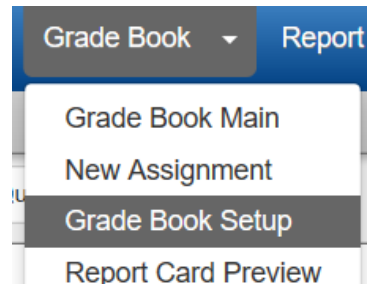 Grade Book Report
Grade Book Main
New Assignment
Grade Book Setup
Report Card Preview